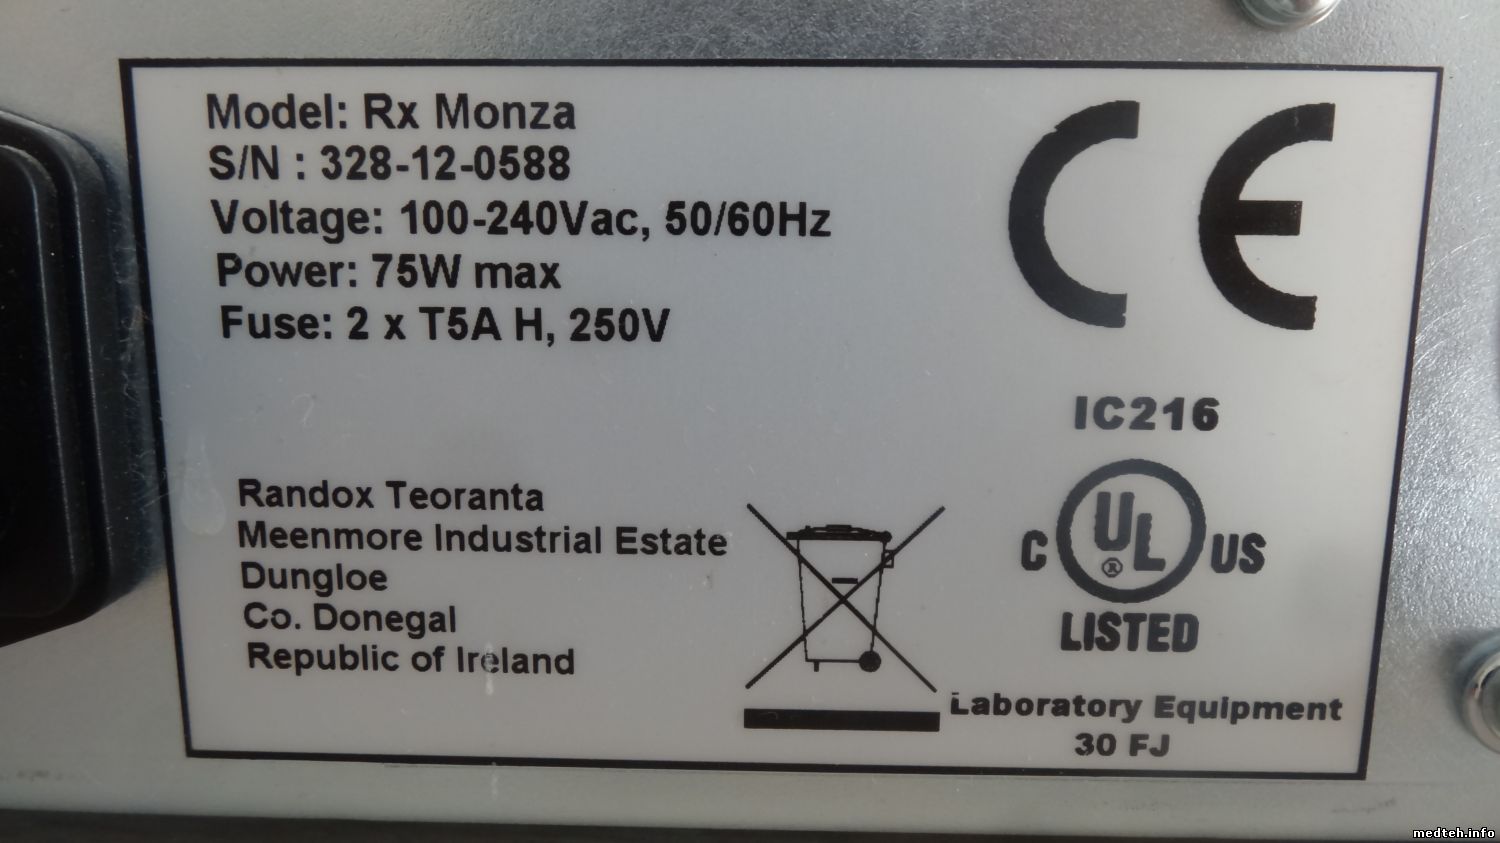 Model: Rx Monza
S/N : 328-12-0588
Voltage: 100-240Vac, 50/60Hz
Power: 75W max
Fuse: 2 x T5A H, 250V
CE
IC216
Randox Teoranta
Meenmore Industrial Estate
Dungloe
Co. Donegal
Republic of Ireland
C UL® US
LISTED
Laboratory Equipment
30 FJ
medteh.info